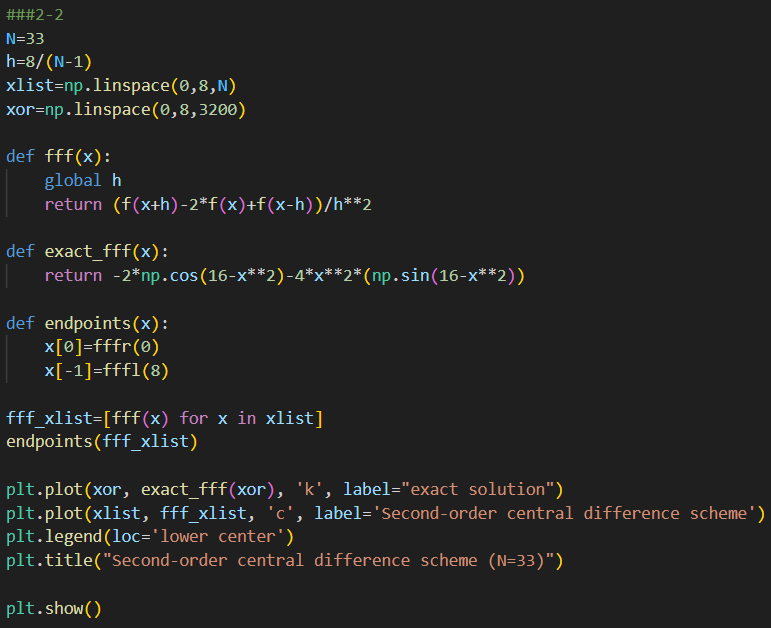 ###2-2
N=33
h=8/(N-1)
xlist=np.linspace(0,8,N)
xor=np.linspace(0,8,3200)
def fff(x):
    global h
    return (f(x+h)-2*f(x)+f(x-h))/h**2
def exact_fff(x):
    return -2*np.cos(16-x**2)-4*x**2*(np.sin(16-x**2))
def endpoints(x):
    x[0]=fffr(0)
    x[-1]=fffl(8)
fff_xlist=[fff(x) for x in xlist]
endpoints(fff_xlist)
plt.plot(xor, exact_fff(xor), 'k', label="exact solution")
plt.plot(xlist, fff_xlist, 'c', label='Second-order central difference scheme')
plt.legend(loc='lower center')
plt.title("Second-order central difference scheme (N=33)")
plt.show()